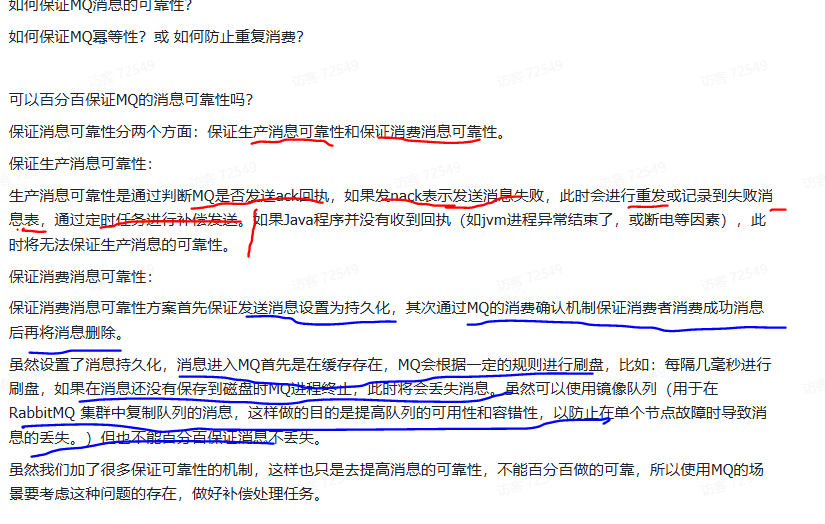 如何保证MQ消息的可靠性?
如何保证MQ幂等性？或 如何防止重复消费？
可以百分百保证MQ的消息可靠性吗？
保证消息可靠性分两个方面：保证生产消息可靠性和保证消费消息可靠性。
保证生产消息可靠性：
生产消息可靠性是通过判断MQ是否发送ack回执，如果发nack表示发送消息失败，此时会进行重发或记录到失败消
息表，通过定时任务进行补偿发送。如果Java程序并没有收到回执（如jvm进程异常结束了，或断电等因素），此
时将无法保证生产消息的可靠性。
保证消费消息可靠性：
保证消费消息可靠性方案首先保证发送消息设置为持久化，其次通过MQ的消费确认机制保证消费者消费成功消息
后再将消息删除。
虽然设置了消息持久化，消息进入MQ首先是在缓存存在，MQ会根据一定的规则进行刷盘，比如：每隔几毫秒进行
刷盘，如果在消息还没有保存到磁盘时MQ进程终止，此时将会丢失消息。虽然可以使用镜像队列（用于在
RabbitMQ 集群中复制队列的消息，这样做的目的是提高队列的可用性和容错性，以防止在单个节点故障时导致消
息的丢失。）但也不能百分百保证消息不丢失。
虽然我们加了很多保证可靠性的机制，这样也只是去提高消息的可靠性，不能百分百做的可靠，所以使用MQ的场
景要考虑这种问题的存在，做好补偿处理任务。
访客 72549